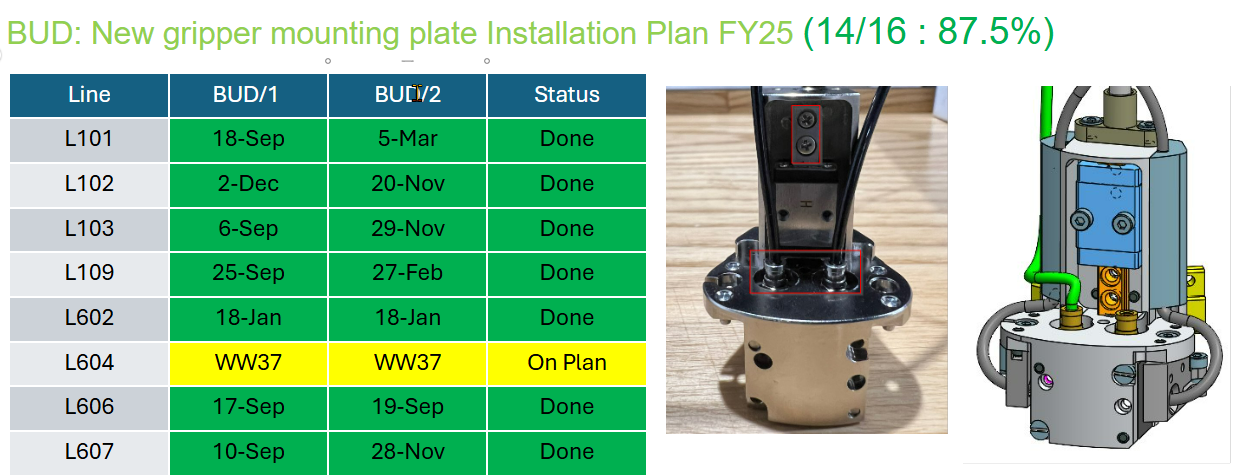 BUD: New gripper mounting plate Installation Plan FY25 (14/16 : 87.5%)
Line BUD/1 BUD/2 Status
L101 18-Sep 5-Mar Done
L102 2-Dec 20-Nov Done
L103 6-Sep 29-Nov Done
L109 25-Sep 27-Feb Done
L602 18-Jan 18-Jan Done
L604 WW37 WW37 On Plan
L606 17-Sep 19-Sep Done
L607 10-Sep 28-Nov Done